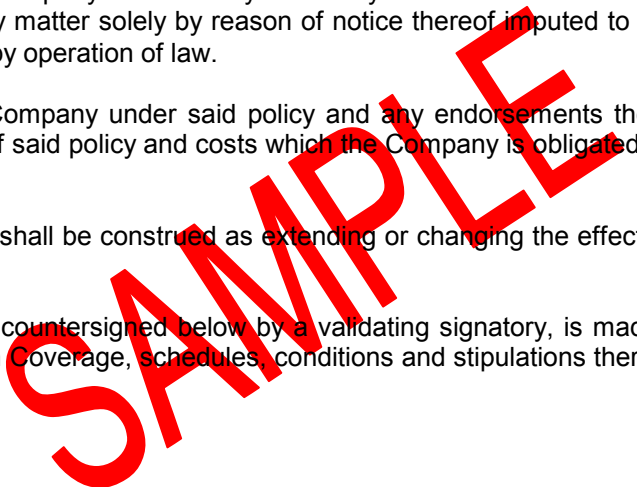 y matter solely by reason of notice thereof imputed to
by operation of law.
Company under said policy and any endorsements the
f said policy and costs which the Company is obligated
shall be construed as extending or changing the effect
countersigned below by a validating signatory, is mad
Coverage, schedules, conditions and stipulations ther
SAMPLE